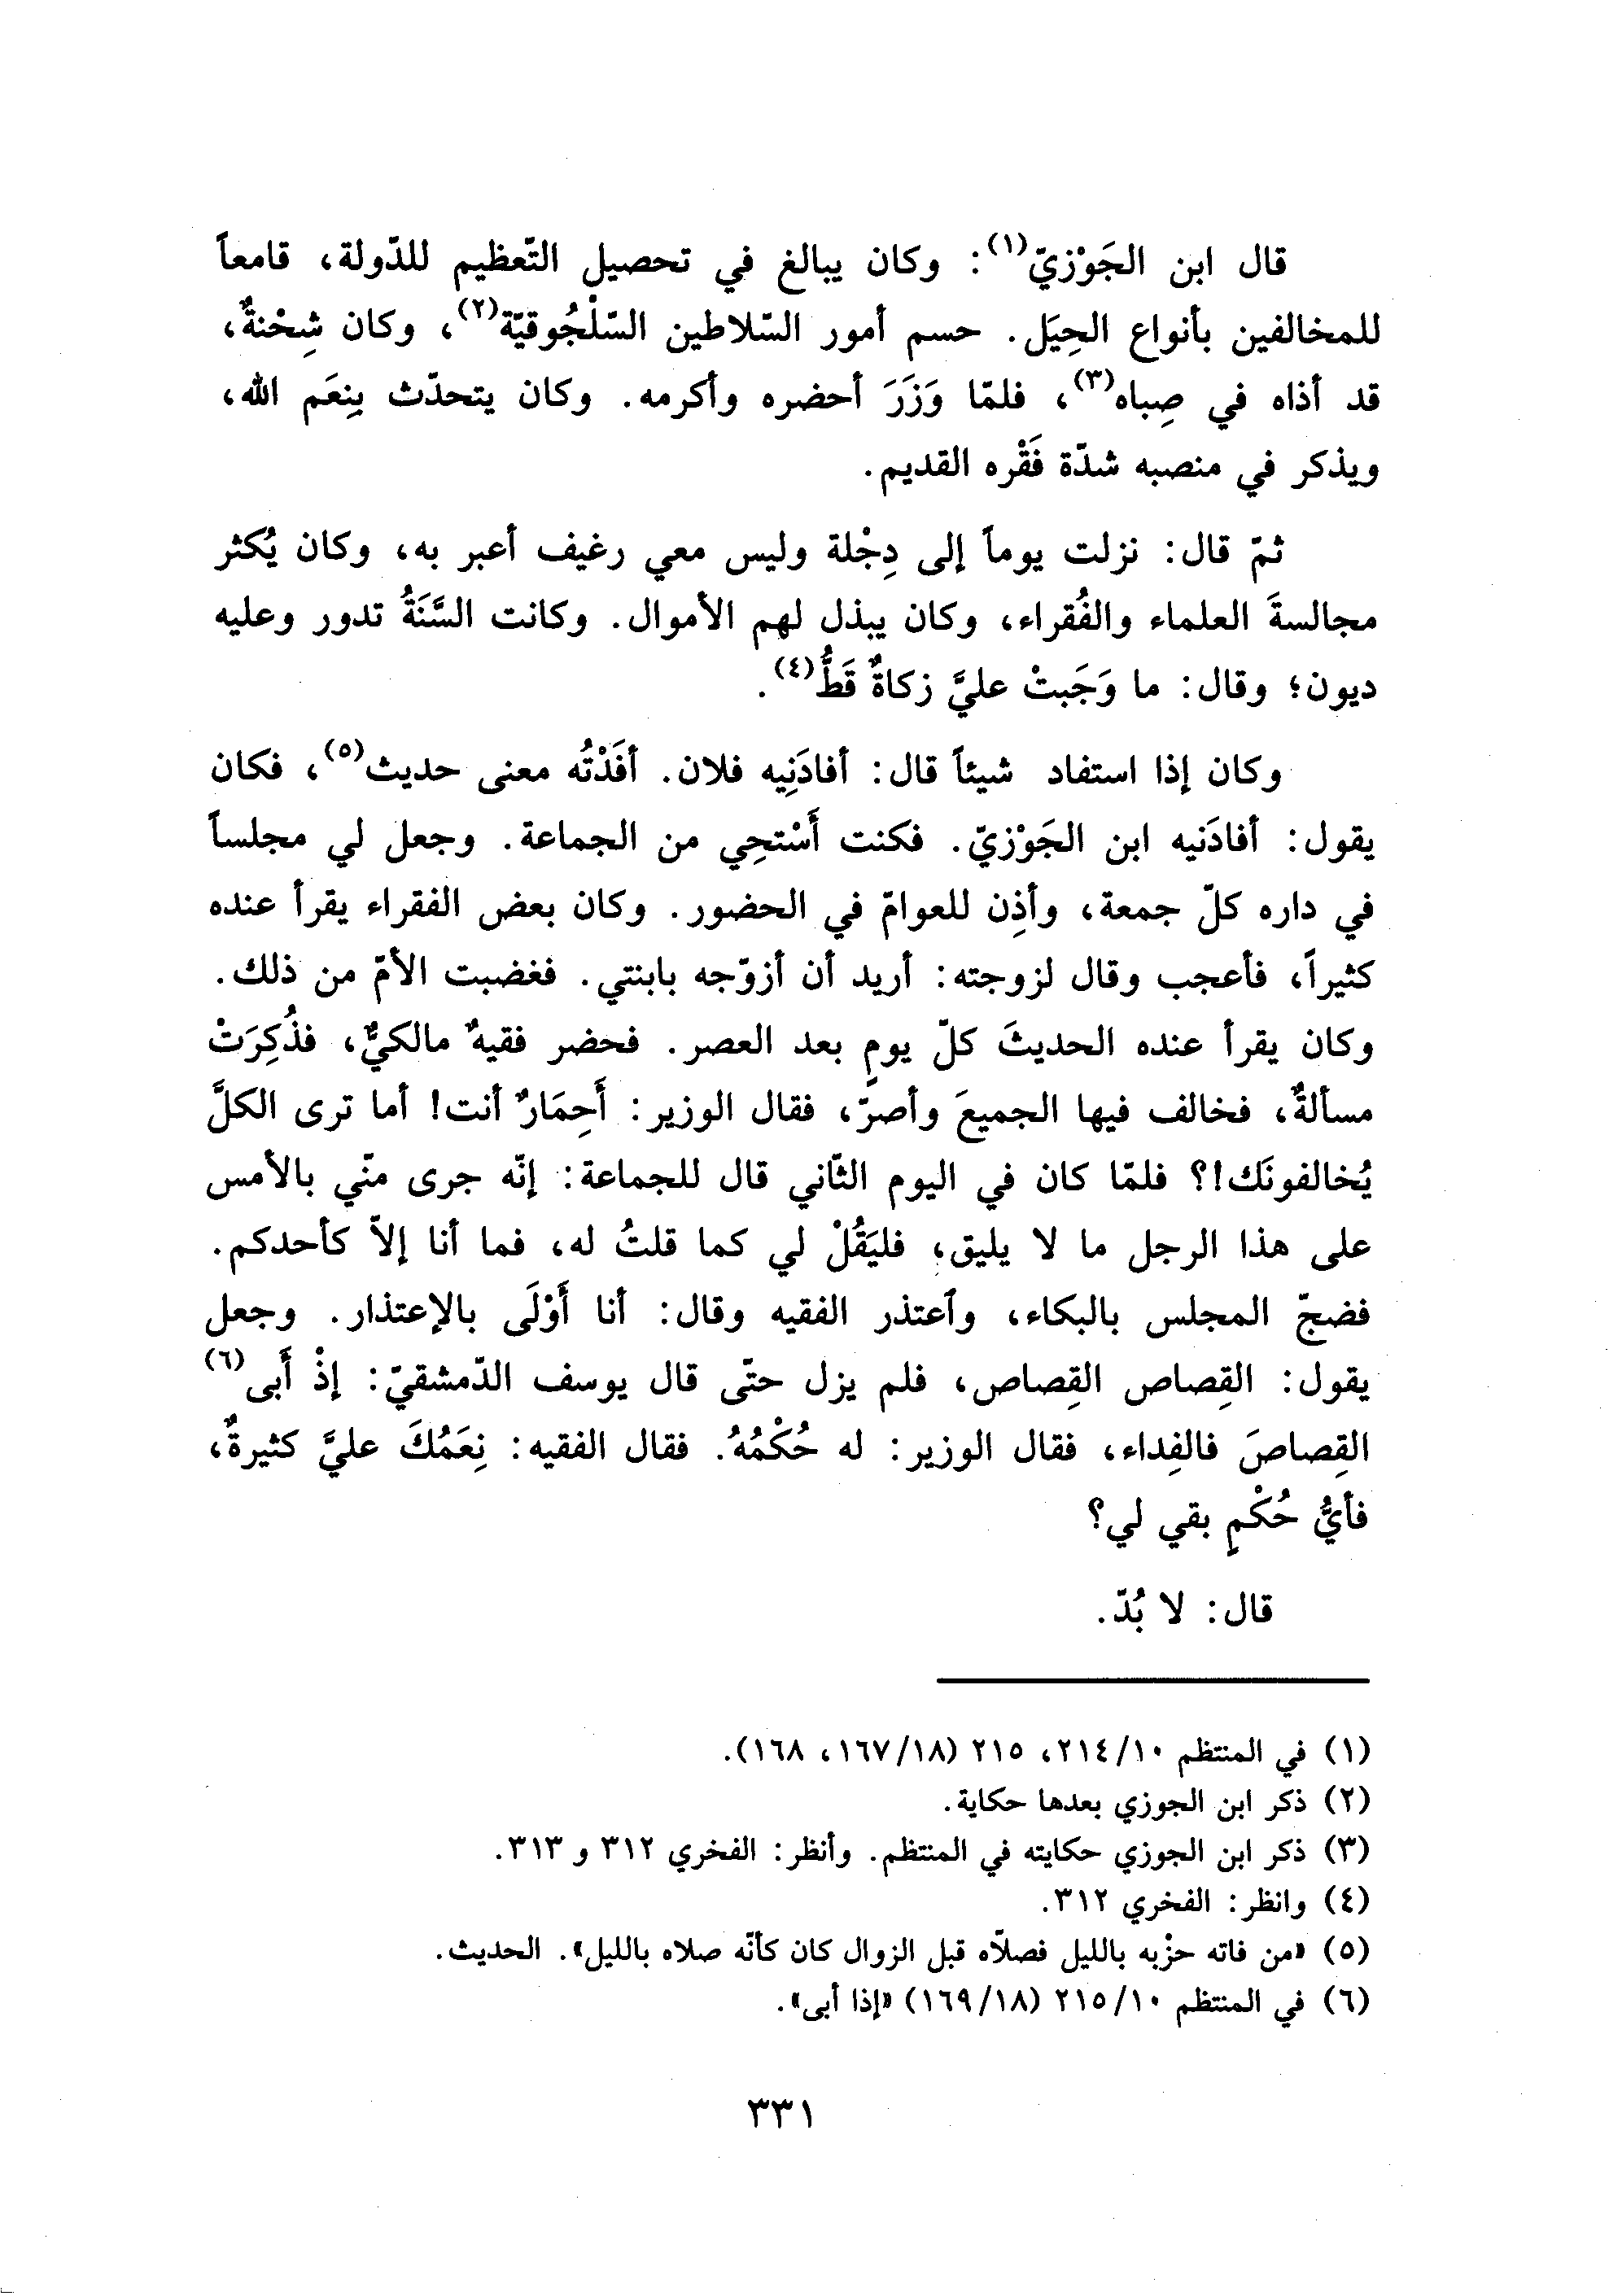 قال ابن الجَوْزيّ(١): وكان يبالغ في تحصيل التّعظيم للدّولة، قامعاً
للمخالفين بأنواع الحِيَل. حسم أمور السّلاطين السّلْجُوقيّة(٢)، وكان شِحْنةٌ،
قد أذاه في صِباه(٣)، فلمّا وَزَرَ أحضره وأكرمه. وكان يتحدّث بنِعَم الله،
ويذكر في منصبه شدّة فَقْره القديم.
ثمّ قال: نزلت يوماً إلى دِجْلة وليس معي رغيف أعبر به، وكان يُكثر
مجالسةَ العلماء والفُقراء، وكان يبذل لهم الأموال. وكانت السَّنَةُ تدور وعليه
ديون؛ وقال: ما وَجَبتْ عليَّ زكاةٌ قَطُّ(٤).
وكان إذا استفاد شيئاً قال: أفادَنِيه فلان. أفَدْتُه معنى حديث(٥)، فكان
يقول: أفادَنيه ابن الجَوْزيّ. فكنت أَسْتحِي من الجماعة. وجعل لي مجلساً
في داره كلّ جمعة، وأذِن للعوامّ في الحضور. وكان بعض الفقراء يقرأ عنده
كثيراً، فأعجب وقال لزوجته: أريد أن أزوّجه بابنتي. فغضبت الأمّ من ذلك.
وكان يقرأ عنده الحديثَ كلّ يومٍ بعد العصر. فحضر فقيهٌ مالكيٌّ، فذُكِرَتْ
مسألةٌ، فخالف فيها الجميعَ وأصرّ، فقال الوزير: أَحِمَارٌ أنت! أما ترى الكلَّ
يُخالفونَك!؟ فلمّا كان في اليوم الثّاني قال للجماعة: إنّه جرى منّي بالأمس
على هذا الرجل ما لا يليق، فليَقُلْ لي كما قلتُ له، فما أنا إلاّ كأحدكم.
فضجّ المجلس بالبكاء، وٱعتذر الفقيه وقال: أنا أَوْلَى بالإعتذار. وجعل
يقول: القِصاص القِصاص، فلم يزل حتّى قال يوسف الدّمشقيّ: إذْ أَبى(٦)
القِصاصَ فالفِداء، فقال الوزير: له حُكْمُهُ. فقال الفقيه: نِعَمُكَ عليَّ كثيرةٌ،
فأيُّ حُكْمٍ بقي لي؟
قال: لا بُدّ.
(١) في المنتظم ٢١٤/١٠، ٢١٥ (١٦٧/١٨، ١٦٨).
(٢) ذكر ابن الجوزي بعدها حكاية.
(٣) ذكر ابن الجوزي حكايته في المنتظم. وأنظر: الفخري ٣١٢ و ٣١٣.
(٤) وانظر: الفخري ٣١٢.
(٥) «من فاته حزْبه بالليل فصلاّه قبل الزوال كان كأنّه صلاه بالليل». الحديث.
(٦) في المنتظم ٢١٥/١٠ (١٦٩/١٨) «إذا أبى».
٣٣١